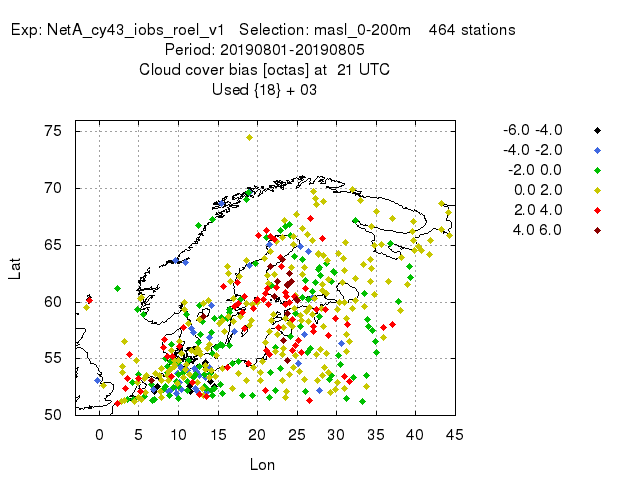 Exp: NetA_cy43_iobs_roel_v1 Selection: masl_0-200m 464 stations
Period: 20190801-20190805
Cloud cover bias [octas] at 21 UTC
Used {18} + 03
75
70
65
60
55
50
Lat
0 5 10 15 20 25 30 35 40 45
Lon
-6.0 -4.0
-4.0 -2.0
-2.0 0.0
0.0 2.0
2.0 4.0
4.0 6.0